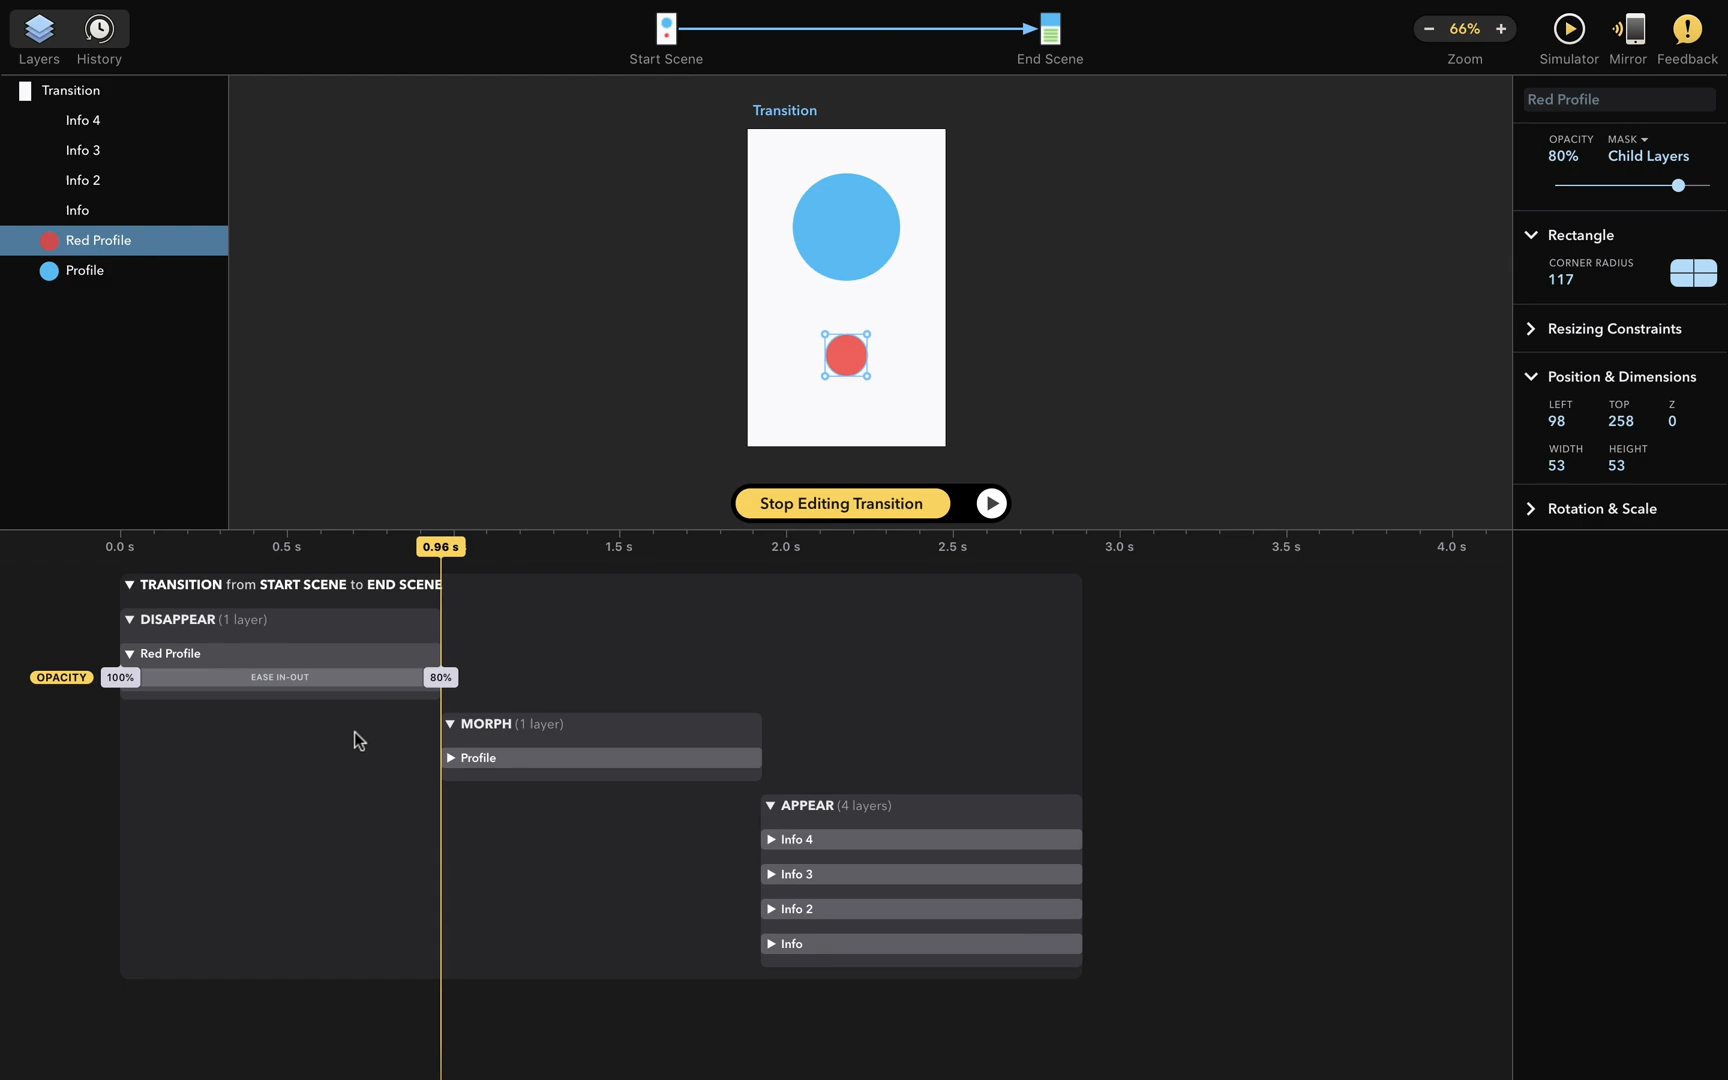 Layers
History
Start Scene
End Scene
66%
Zoom
Simulator
Mirror
Feedback
Transition
Info 4
Info 3
Info 2
Info
Red Profile
Profile
Transition
Stop Editing Transition
Red Profile
OPACITY
MASK
80%
Child Layers
Rectangle
CORNER RADIUS
117
Resizing Constraints
Position & Dimensions
LEFT
TOP
Z
98
258
0
WIDTH
HEIGHT
53
53
Rotation & Scale
0.0 s
0.5 s
0.96 s
1.5 s
2.0 s
2.5 s
3.0 s
3.5 s
4.0 s
TRANSITION from START SCENE to END SCENE
DISAPPEAR (1 layer)
Red Profile
OPACITY
100%
EASE IN-OUT
80%
MORPH (1 layer)
Profile
APPEAR (4 layers)
Info 4
Info 3
Info 2
Info